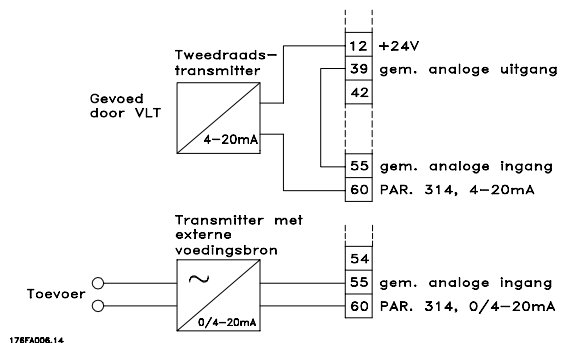 Tweedraads-
transmitter
Gevoed
door VLT
4-20mA
12 +24V
39 gem. analoge uitgang
42
55 gem. analoge ingang
60 PAR. 314, 4-20mA
Transmitter met
externe
voedingsbron
Toevoer
~
0/4-20mA
54
55 gem. analoge ingang
60 PAR. 314, 0/4-20mA
176FA006.14